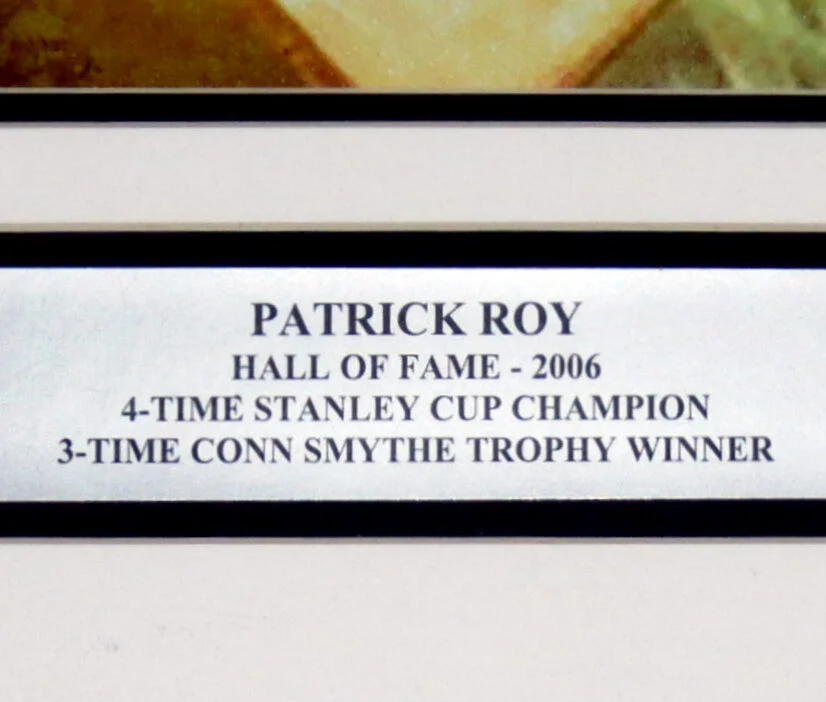 PATRICK ROY
HALL OF FAME - 2006
4-TIME STANLEY CUP CHAMPION
3-TIME CONN SMYTHE TROPHY WINNER